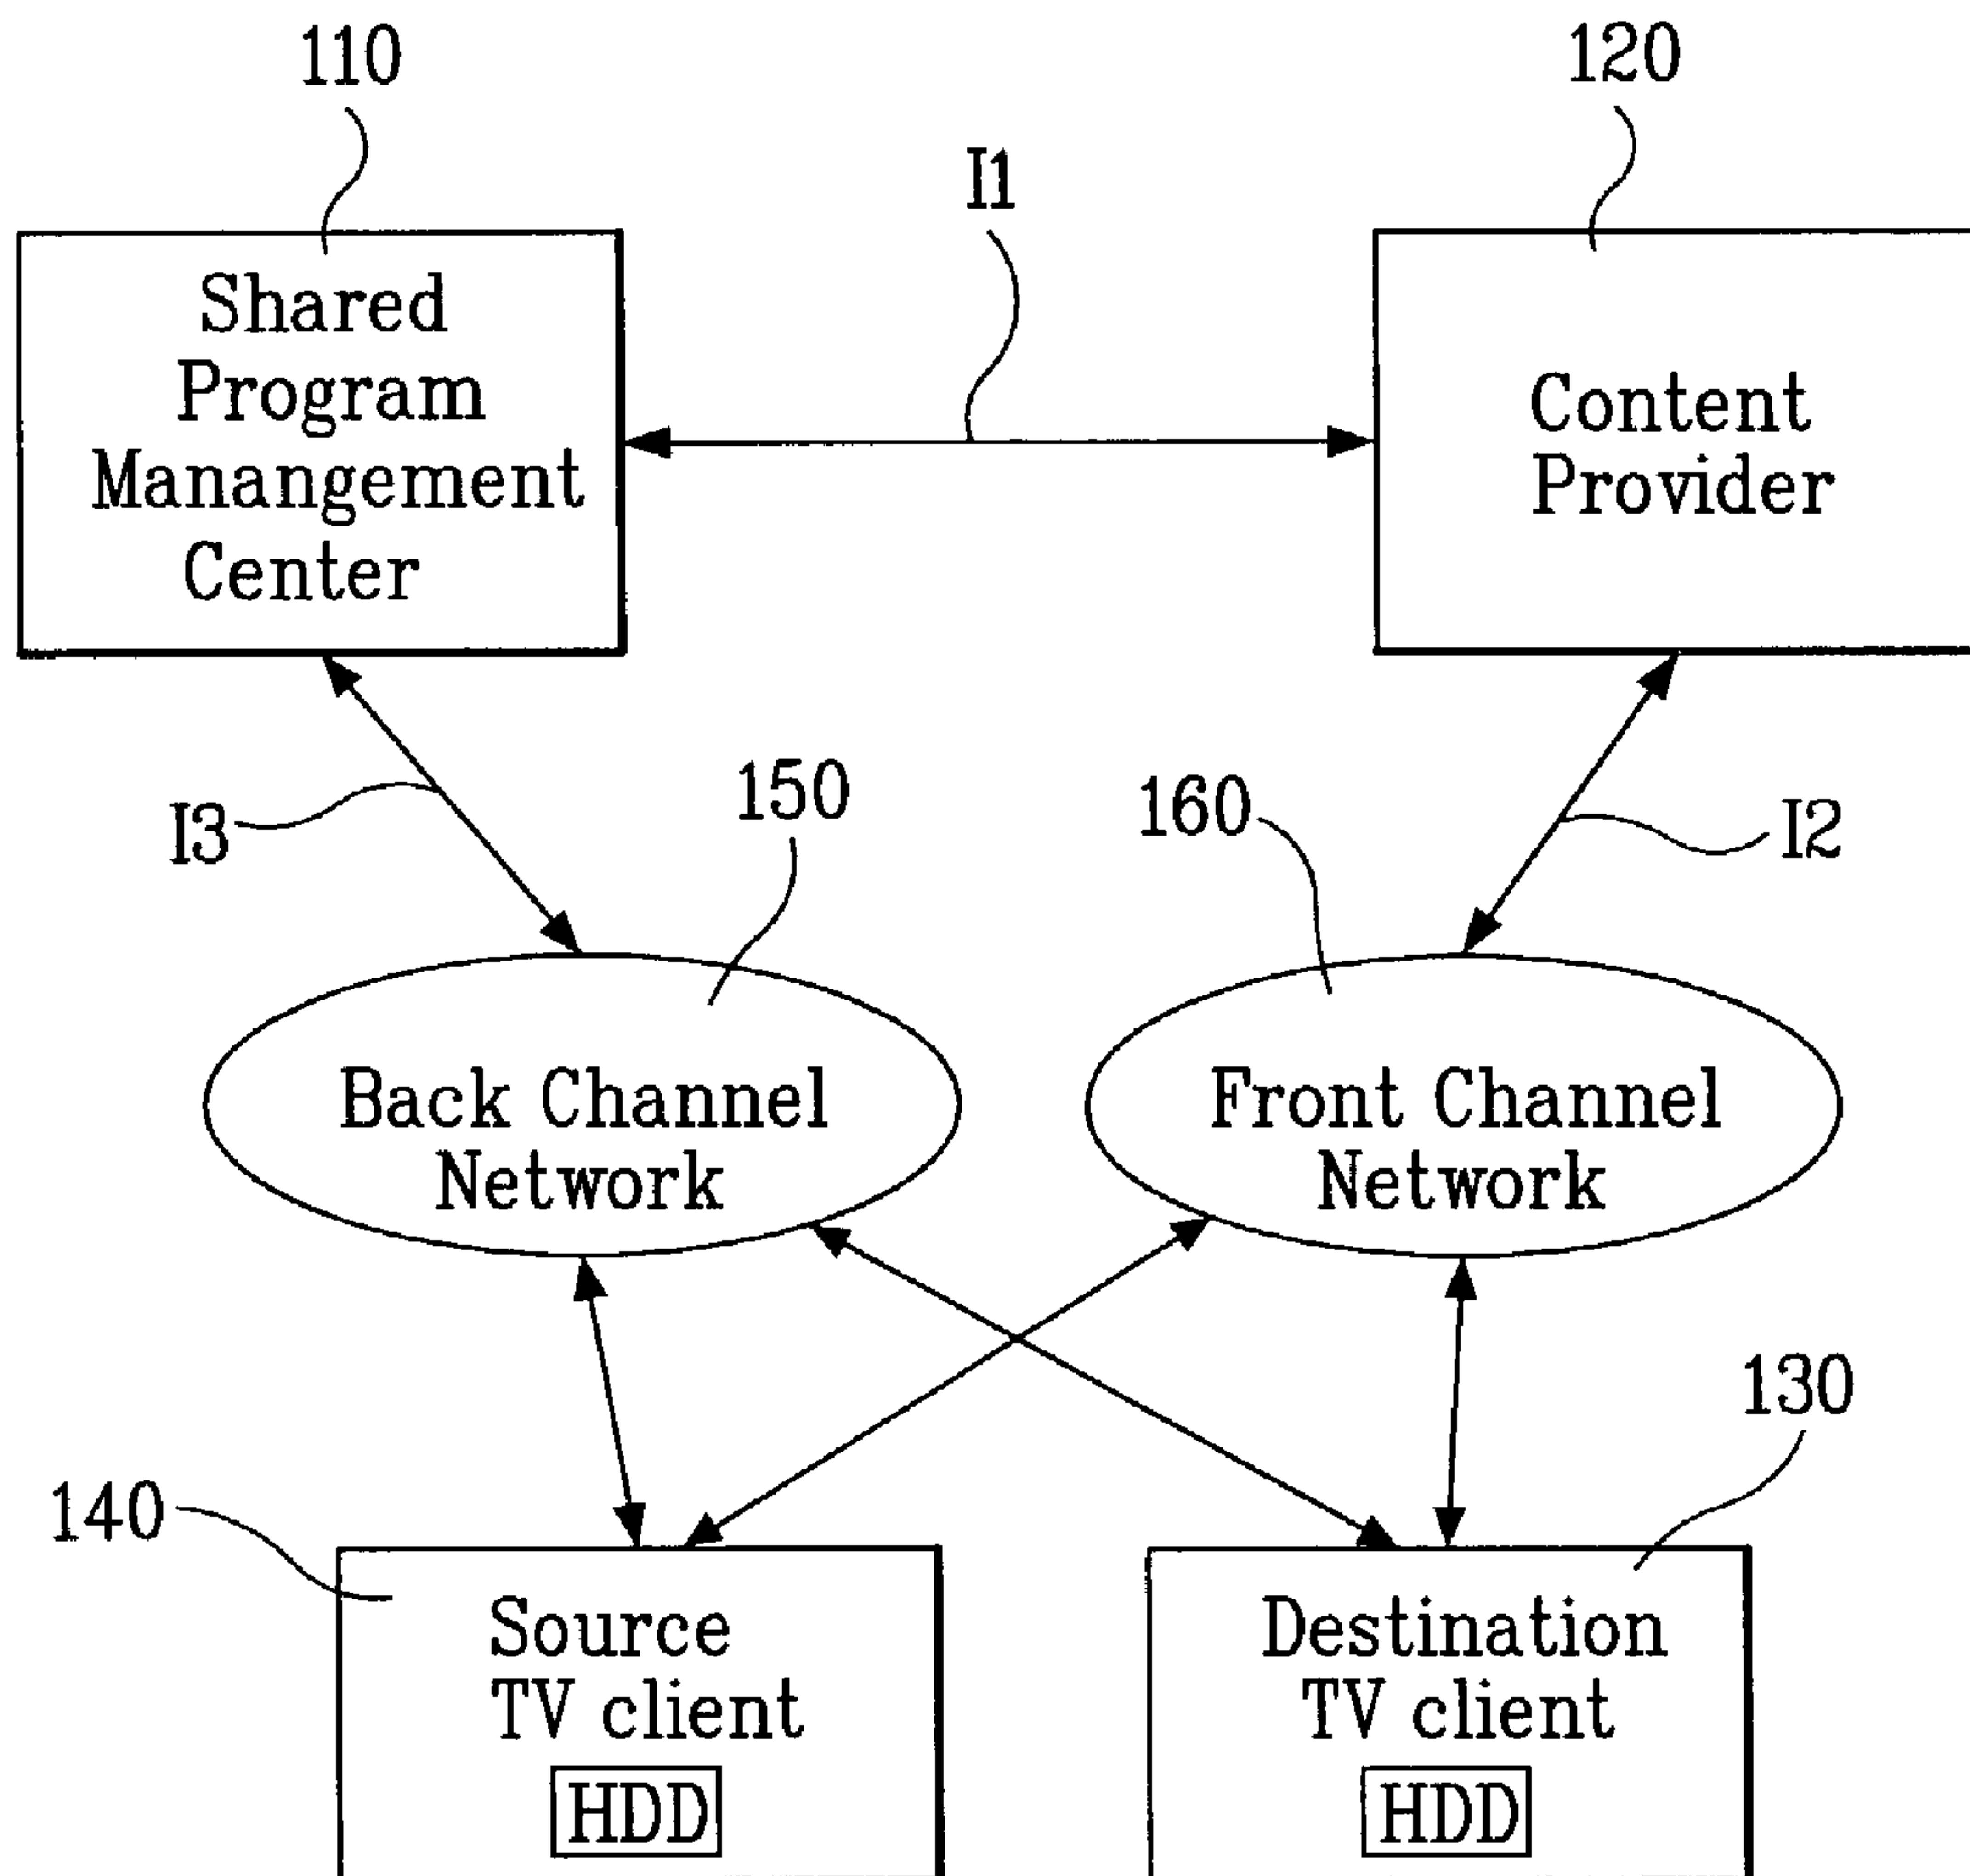 110
120
I1
Shared
Program
Manangement
Center
Content
Provider
I3
150
160
I2
Back Channel
Network
Front Channel
Network
130
140
Source
TV client
HDD
Destination
TV client
HDD